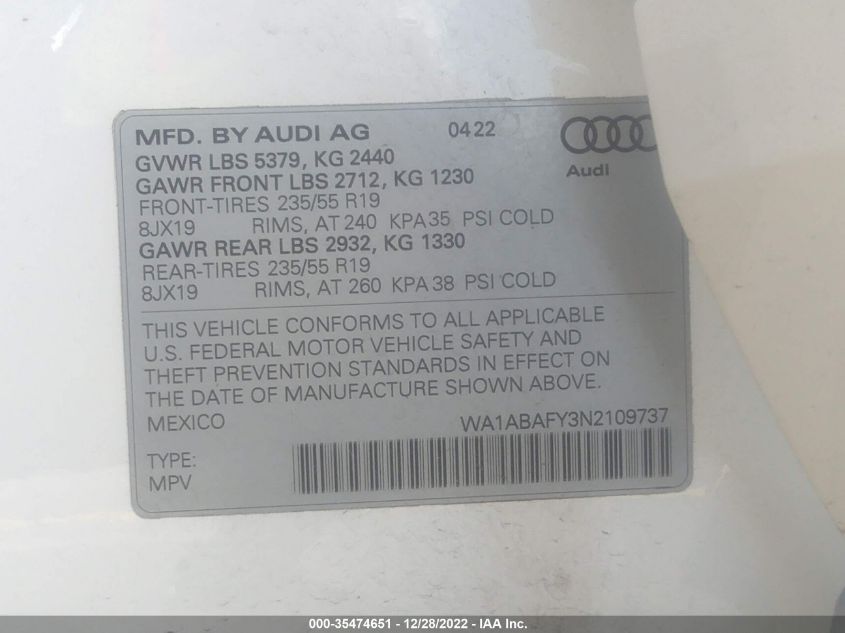 MFD. BY AUDI AG 04 22
Audi
GVWR LBS 5379, KG 2440
GAWR FRONT LBS 2712, KG 1230
FRONT-TIRES 235/55 R19
8JX19 RIMS, AT 240 KPA 35 PSI COLD
GAWR REAR LBS 2932, KG 1330
REAR-TIRES 235/55 R19
8JX19 RIMS, AT 260 KPA 38 PSI COLD
THIS VEHICLE CONFORMS TO ALL APPLICABLE
U.S. FEDERAL MOTOR VEHICLE SAFETY AND
THEFT PREVENTION STANDARDS IN EFFECT ON
THE DATE OF MANUFACTURE SHOWN ABOVE.
MEXICO WA1ABAFY3N2109737
TYPE:
MPV
000-35474651 - 12/28/2022 - IAA Inc.